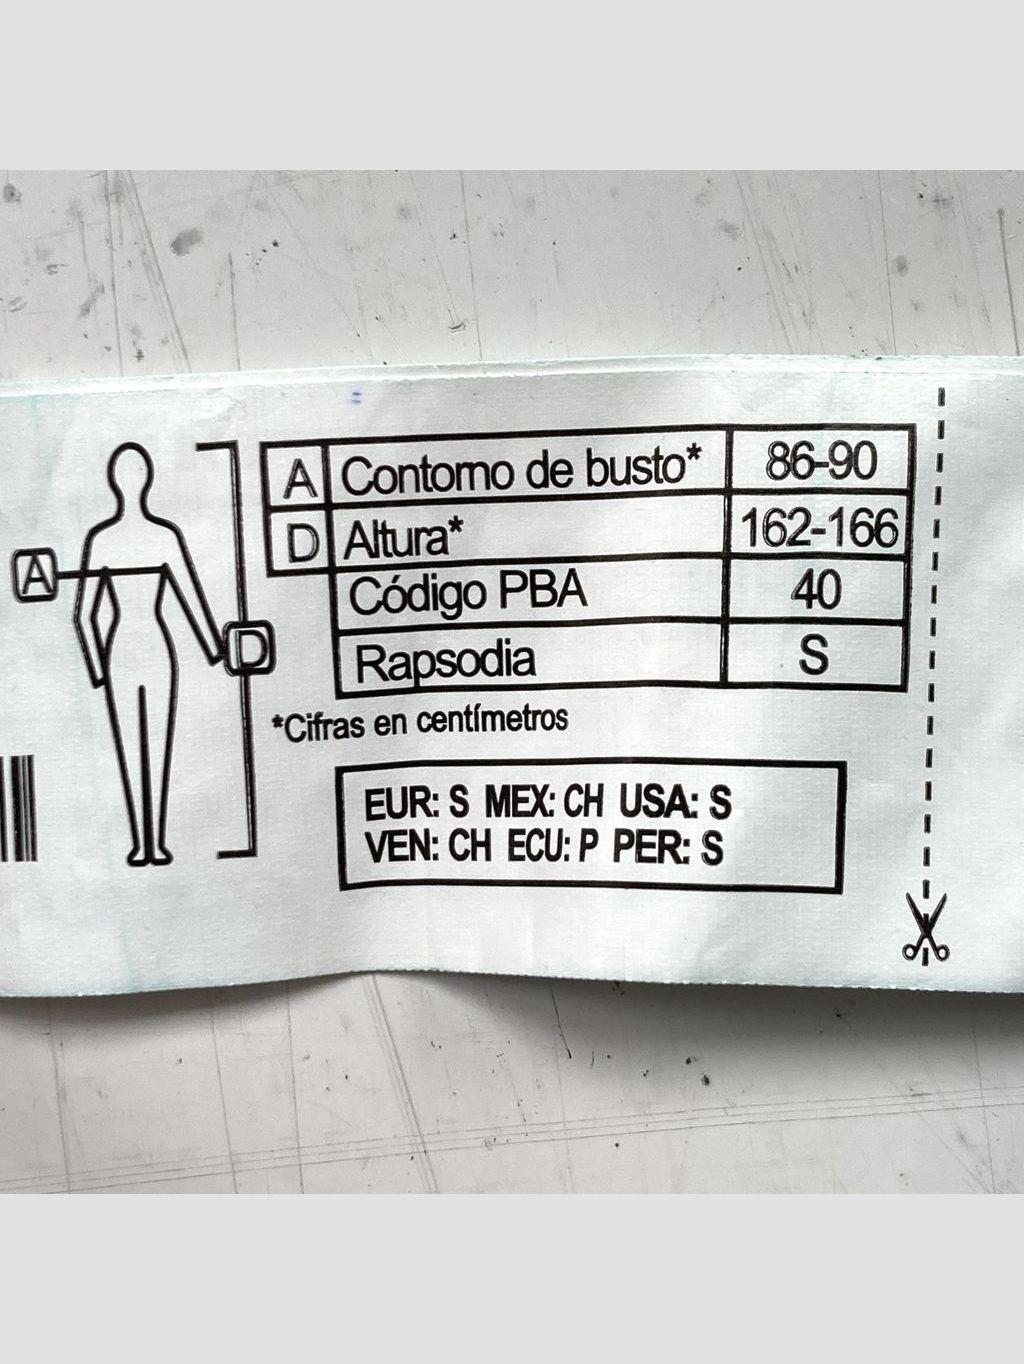 A Contorno de busto* 86-90
D Altura* 162-166
Código PBA 40
Rapsodia S
A
D
*Cifras en centímetros
EUR: S MEX: CH USA: S
VEN: CH ECU: P PER: S